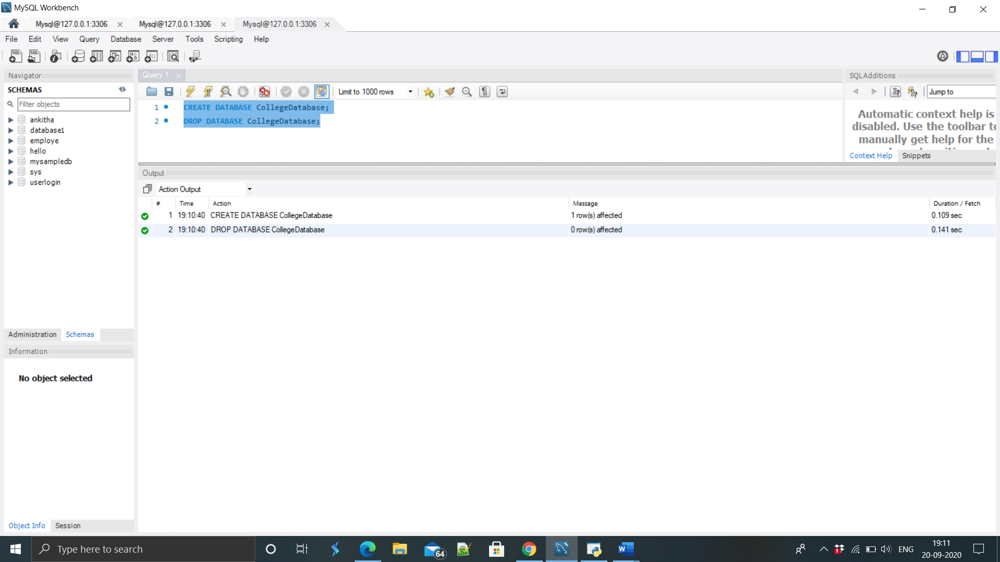 MySQL Workbench
Mysql@127.0.0.1:3306 Mysql@127.0.0.1:3306 Mysql@127.0.0.1:3306
File Edit View Query Database Server Tools Scripting Help
Navigator
SCHEMAS
Filter objects
ankitha
database1
employe
hello
mysampledb
sys
userlogin
Administration Schemas
Information
No object selected
Object Info Session
Query 1
Limit to 1000 rows
1 CREATE DATABASE CollegeDatabase;
2 DROP DATABASE CollegeDatabase;
SQLAdditions
Jump to
Automatic context help is
disabled. Use the toolbar to
manually get help for the
Context Help Snippets
Output
Action Output
# Time Action Message Duration / Fetch
1 19:10:40 CREATE DATABASE CollegeDatabase 1 row(s) affected 0.109 sec
2 19:10:40 DROP DATABASE CollegeDatabase 0 row(s) affected 0.141 sec
Type here to search
64
1
ENG
19:11
20-09-2020